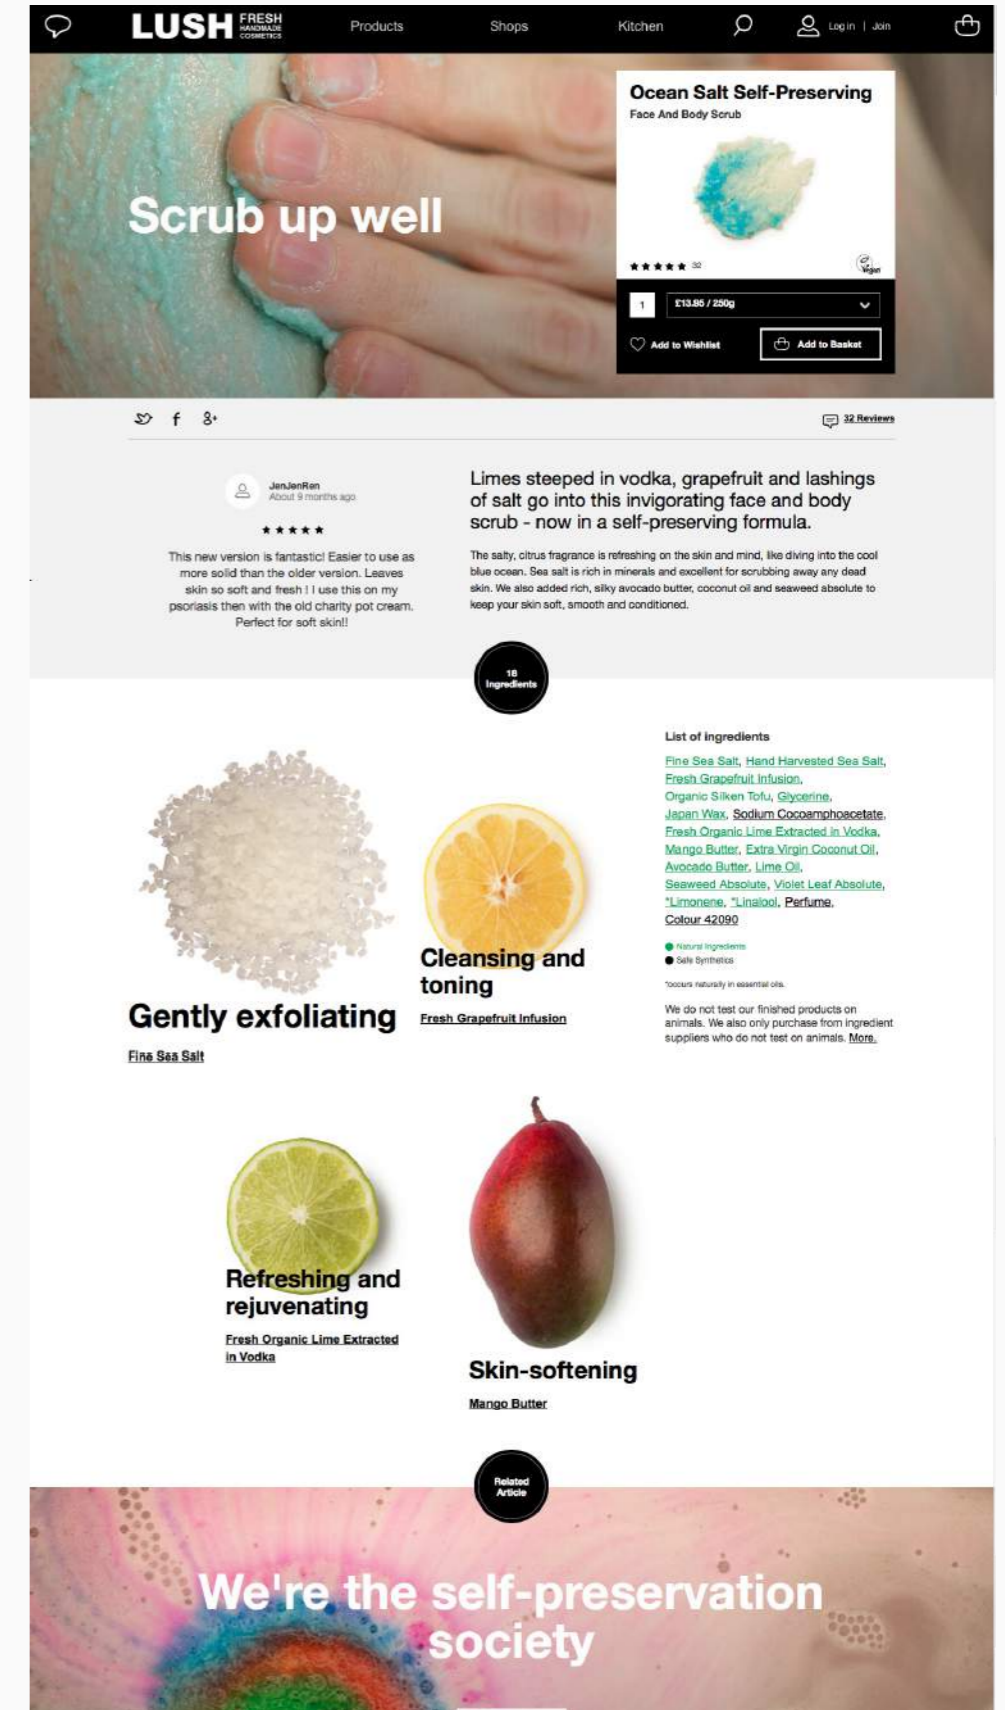 LUSH FRESH HANDMADE COSMETICS
Products
Shops
Kitchen
Log in | Join
Ocean Salt Self-Preserving
Face And Body Scrub
Scrub up well
32
Vegan
1
£13.95 / 250g
Add to Wishlist
Add to Basket
32 Reviews
JenJenRen
About 9 months ago
This new version is fantastic! Easier to use as
more solid than the older version. Leaves
skin so soft and fresh ! I use this on my
psoriasis then with the old charity pot cream.
Perfect for soft skin!!
Limes steeped in vodka, grapefruit and lashings
of salt go into this invigorating face and body
scrub - now in a self-preserving formula.
The salty, citrus fragrance is refreshing on the skin and mind, like diving into the cool
blue ocean. Sea salt is rich in minerals and excellent for scrubbing away any dead
skin. We also added rich, silky avocado butter, coconut oil and seaweed absolute to
keep your skin soft, smooth and conditioned.
18
Ingredients
Gently exfoliating
Fine Sea Salt
Cleansing and
toning
Fresh Grapefruit Infusion
List of ingredients
Fine Sea Salt, Hand Harvested Sea Salt,
Fresh Grapefruit Infusion,
Organic Silken Tofu, Glycerine,
Japan Wax, Sodium Cocoamphoacetate,
Fresh Organic Lime Extracted in Vodka,
Mango Butter, Extra Virgin Coconut Oil,
Avocado Butter, Lime Oil,
Seaweed Absolute, Violet Leaf Absolute,
*Limonene, *Linalool, Perfume,
Colour 42090
Natural Ingredients
Safe Synthetics
*occurs naturally in essential oils.
We do not test our finished products on
animals. We also only purchase from ingredient
suppliers who do not test on animals. More.
Refreshing and
rejuvenating
Fresh Organic Lime Extracted
in Vodka
Skin-softening
Mango Butter
Related
Article
We're the self-preservation
society